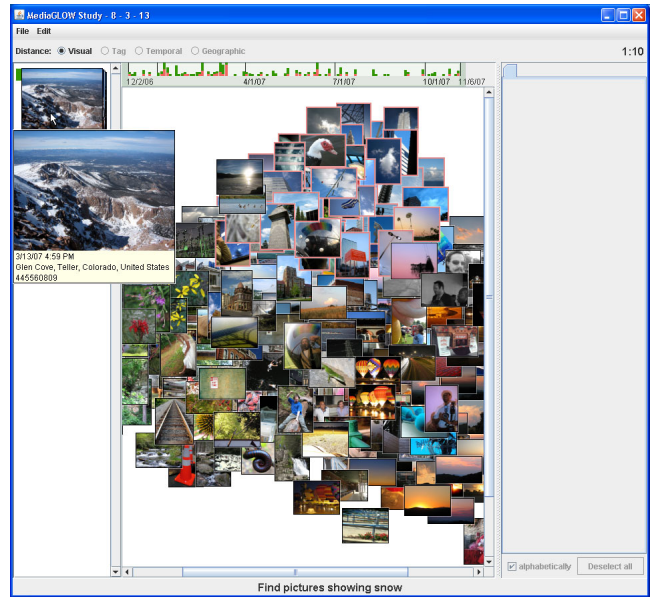 MediaGLOW Study - 8 - 3 - 13
File Edit
Distance: Visual Tag Temporal Geographic 1:10
12/2/06 4/1/07 7/1/07 10/1/07 11/6/07
3/13/07 4:59 PM
Glen Cove, Teller, Colorado, United States
445560809
alphabetically Deselect all
Find pictures showing snow